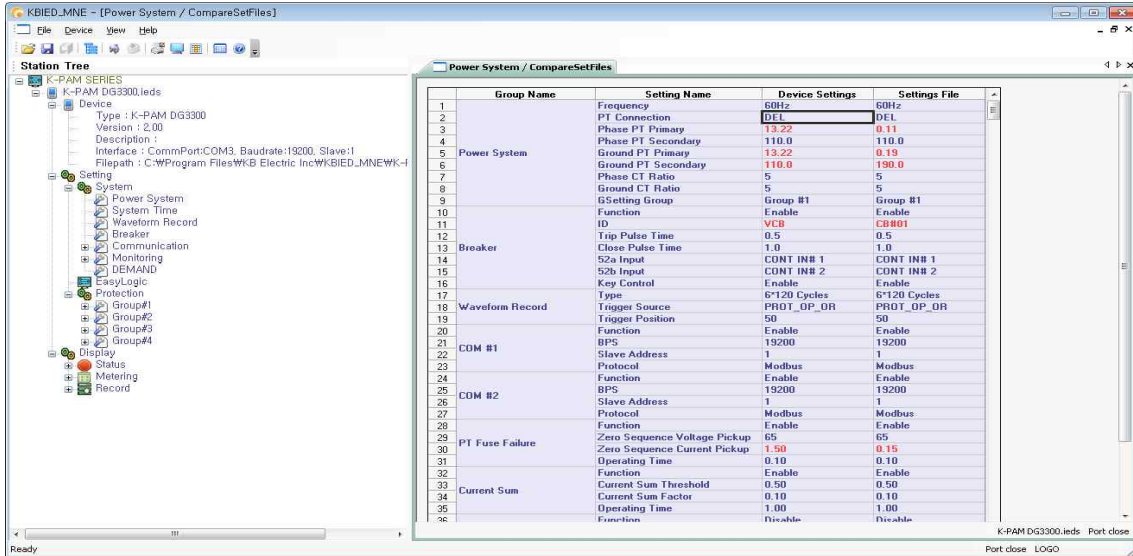 KBIED_MNE - [Power System / CompareSetFiles]
File Device View Help
Station Tree
K-PAM SERIES
K-PAM DG3300.ieds
Device
Type : K-PAM DG3300
Version : 2,00
Description :
Interface : CommPort:COM3, Baudrate:19200, Slave:1
Filepath : C:₩Program Files₩KB Electric Inc₩KBIED_MNE₩K-F
Setting
System
Power System
System Time
Waveform Record
Breaker
Communication
Monitoring
DEMAND
EasyLogic
Protection
Group#1
Group#2
Group#3
Group#4
Display
Status
Metering
Record
Power System / CompareSetFiles
Group Name Setting Name Device Settings Settings File
1 Frequency 60Hz 60Hz
2 PT Connection DEL DEL
3 Phase PT Primary 13.22 0.11
4 Phase PT Secondary 110.0 110.0
5 Power System Ground PT Primary 13.22 0.19
6 Ground PT Secondary 110.0 190.0
7 Phase CT Ratio 5 5
8 Ground CT Ratio 5 5
9 GSetting Group Group #1 Group #1
10 Function Enable Enable
11 ID VCB CB#01
12 Trip Pulse Time 0.5 0.5
13 Breaker Close Pulse Time 1.0 1.0
14 52a Input CONT IN# 1 CONT IN# 1
15 52b Input CONT IN# 2 CONT IN# 2
16 Key Control Enable Enable
17 Type 6*120 Cycles 6*120 Cycles
18 Waveform Record Trigger Source PROT_OP_OR PROT_OP_OR
19 Trigger Position 50 50
20 Function Enable Enable
21 COM #1 BPS 19200 19200
22 Slave Address 1 1
23 Protocol Modbus Modbus
24 Function Enable Enable
25 COM #2 BPS 19200 19200
26 Slave Address 1 1
27 Protocol Modbus Modbus
28 Function Enable Enable
29 PT Fuse Failure Zero Sequence Voltage Pickup 65 65
30 Zero Sequence Current Pickup 1.50 0.15
31 Operating Time 0.10 0.10
32 Function Enable Enable
33 Current Sum Current Sum Threshold 0.50 0.50
34 Current Sum Factor 0.10 0.10
35 Operating Time 1.00 1.00
36 Function Disable Disable
K-PAM DG3300.ieds Port close
Ready Port close LOGO